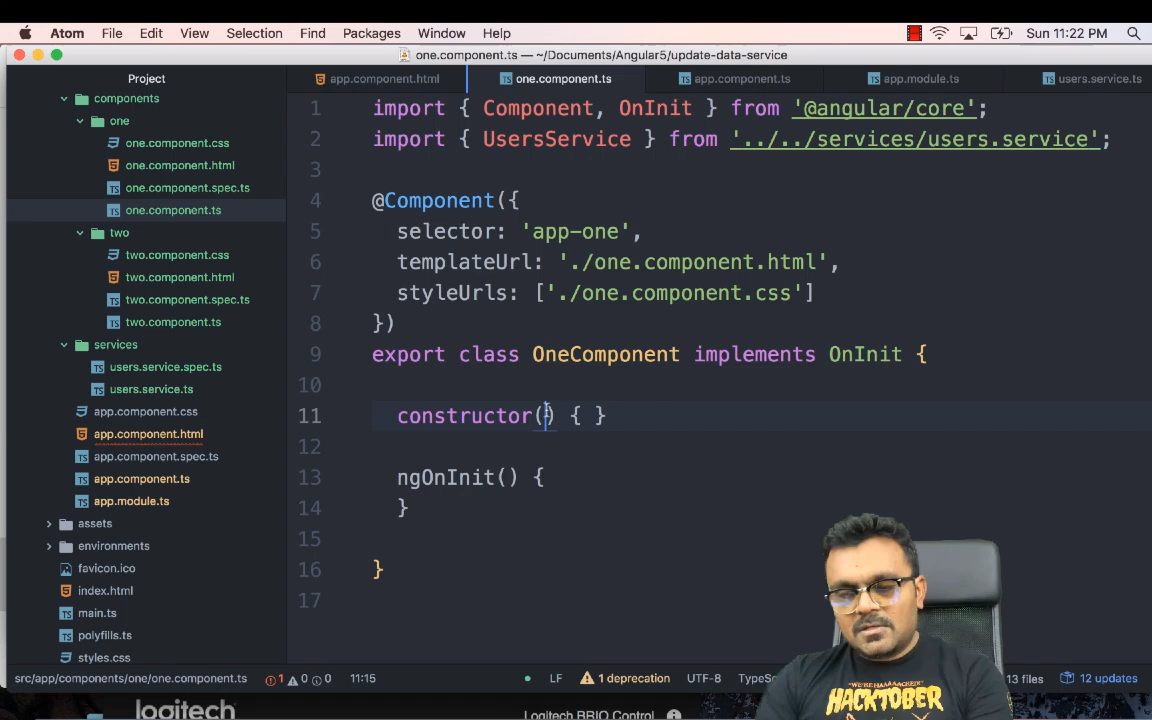 Atom File Edit View Selection Find Packages Window Help Sun 11:22 PM
one.component.ts — ~/Documents/Angular5/update-data-service
Project
app.component.html
one.component.ts
app.component.ts
app.module.ts
users.service.ts
components
one
one.component.css
one.component.html
one.component.spec.ts
one.component.ts
two
two.component.css
two.component.html
two.component.spec.ts
two.component.ts
services
users.service.spec.ts
users.service.ts
app.component.css
app.component.html
app.component.spec.ts
app.component.ts
app.module.ts
assets
environments
favicon.ico
index.html
main.ts
polyfills.ts
styles.css
1 import { Component, OnInit } from '@angular/core';
2 import { UsersService } from '../../services/users.service';
3
4 @Component({
5 selector: 'app-one',
6 templateUrl: './one.component.html',
7 styleUrls: ['./one.component.css']
8 })
9 export class OneComponent implements OnInit {
10
11 constructor() { }
12
13 ngOnInit() {
14 }
15
16 }
17
src/app/components/one/one.component.ts 1 0 0 11:15 LF 1 deprecation UTF-8 TypeSc 13 files 12 updates
"WE'RE HAAAAAAACKING"
HACKTOBER
logitech
Logitech BRIO Control